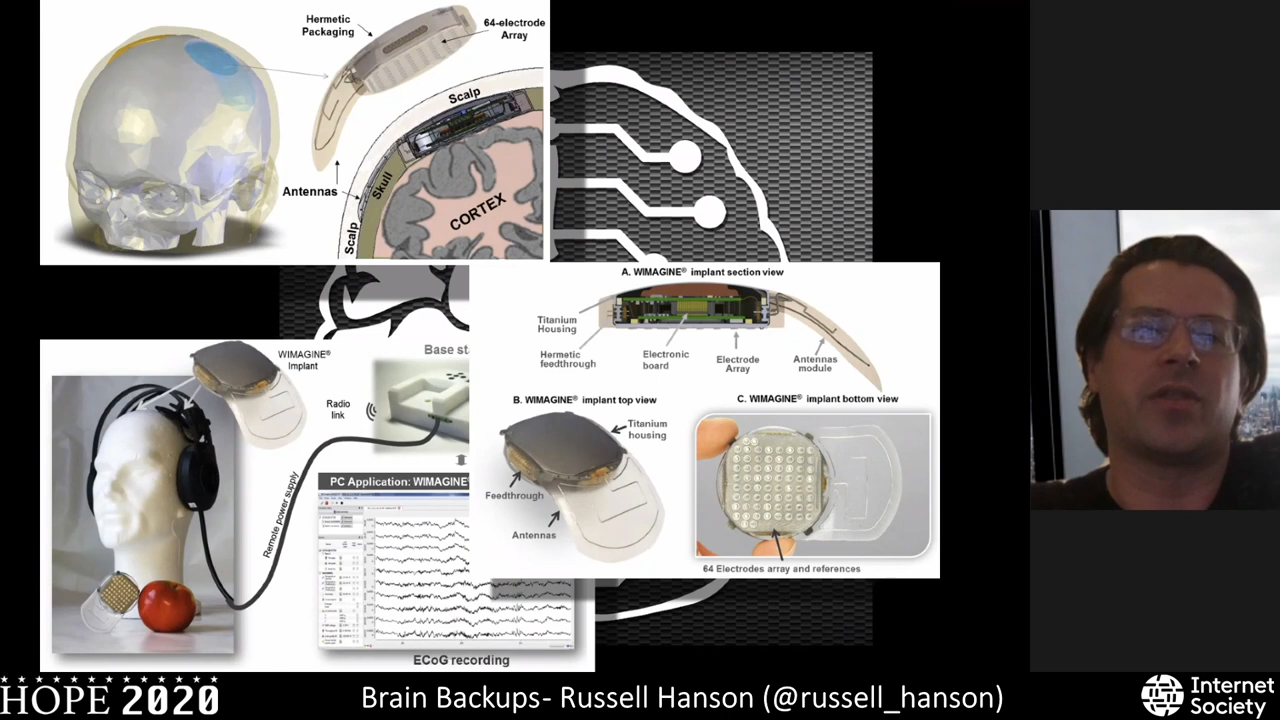 Hermetic
Packaging
64-electrode
Array
Scalp
Antennas
Skull
CORTEX
Scalp
A. WIMAGINE® implant section view
Titanium
Housing
Hermetic
feedthrough
Electronic
board
Electrode
Array
Antennas
module
WIMAGINE®
Implant
Base sta
Radio
link
Remote power supply
PC Application: WIMAGINE
ECoG recording
B. WIMAGINE® implant top view
Titanium
housing
Feedthrough
Antennas
C. WIMAGINE® implant bottom view
64 Electrodes array and references
HOPE 2020
Brain Backups- Russell Hanson (@russell_hanson)
Internet
Society